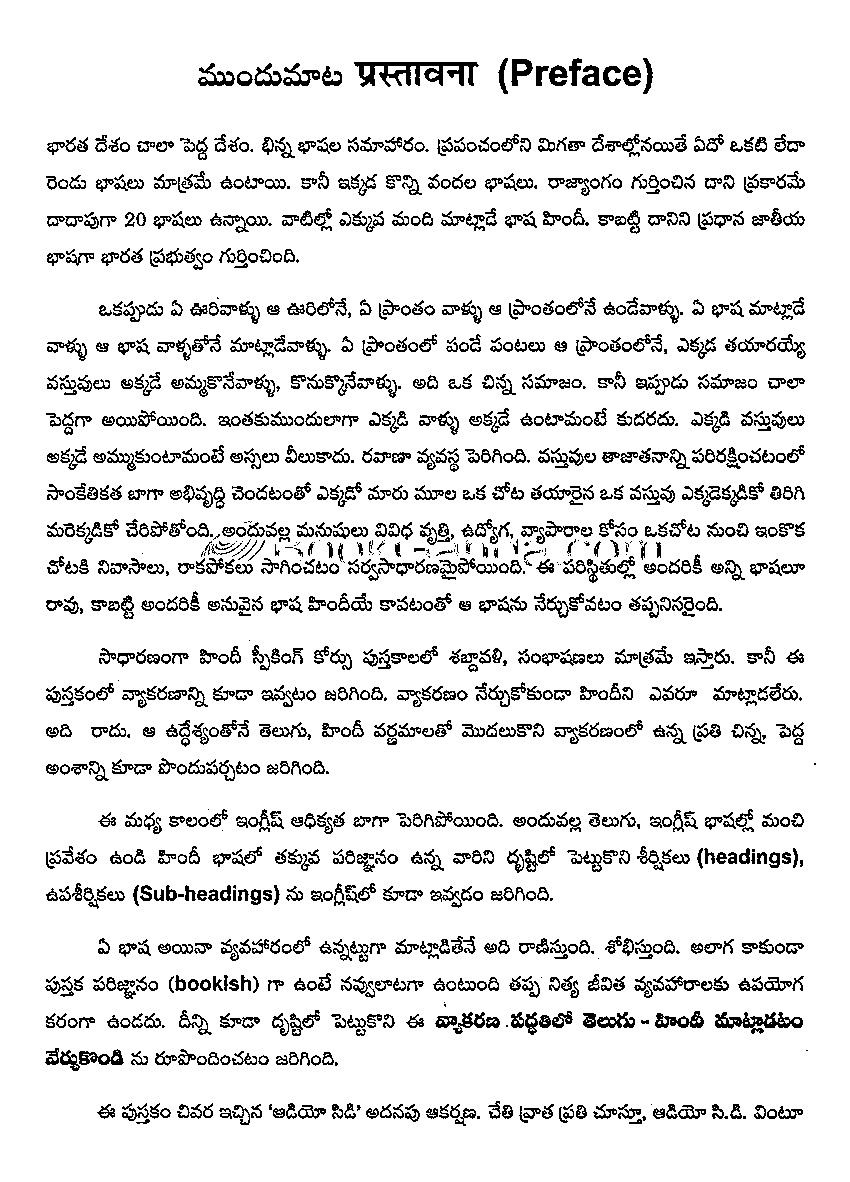 ముందుమాట प्रस्तावना (Preface)
భారత దేశం చాలా పెద్ద దేశం. భిన్న భాషల సమాహారం. ప్రపంచంలోని మిగతా దేశాల్లోనయితే ఏదో ఒకటి లేదా
రెండు భాషలు మాత్రమే ఉంటాయి. కానీ ఇక్కడ కొన్ని వందల భాషలు. రాజ్యాంగం గుర్తించిన దాని ప్రకారమే
దాదాపుగా 20 భాషలు ఉన్నాయి. వాటిల్లో ఎక్కువ మంది మాట్లాడే భాష హిందీ. కాబట్టి దానిని ప్రధాన జాతీయ
భాషగా భారత ప్రభుత్వం గుర్తించింది.
ఒకప్పుడు ఏ ఊరివాళ్ళు ఆ ఊరిలోనే, ఏ ప్రాంతం వాళ్ళు ఆ ప్రాంతంలోనే ఉండేవాళ్ళు. ఏ భాష మాట్లాడే
వాళ్ళు ఆ భాష వాళ్ళతోనే మాట్లాడేవాళ్ళు. ఏ ప్రాంతంలో పండే పంటలు ఆ ప్రాంతంలోనే, ఎక్కడ తయారయ్యే
వస్తువులు అక్కడే అమ్ముకొనేవాళ్ళు, కొనుక్కొనేవాళ్ళు. అది ఒక చిన్న సమాజం. కానీ ఇప్పుడు సమాజం చాలా
పెద్దగా అయిపోయింది. ఇంతకుముందులాగా ఎక్కడి వాళ్ళు అక్కడే ఉంటామంటే కుదరదు. ఎక్కడి వస్తువులు
అక్కడే అమ్ముకుంటామంటే అస్సలు వీలుకాదు. రవాణా వ్యవస్థ పెరిగింది. వస్తువుల తాజాతనాన్ని పరిరక్షించటంలో
సాంకేతికత బాగా అభివృద్ధి చెందటంతో ఎక్కడో మారు మూల ఒక చోట తయారైన ఒక వస్తువు ఎక్కడెక్కడికో తిరిగి
మరెక్కడికో చేరిపోతోంది. అందువల్ల మనుషులు వివిధ వృత్తి, ఉద్యోగ, వ్యాపారాల కోసం ఒకచోట నుంచి ఇంకొక
చోటకి నివాసాలు, రాకపోకలు సాగించటం సర్వసాధారణమైపోయింది. ఈ పరిస్థితుల్లో అందరికీ అన్ని భాషలూ
రావు, కాబట్టి అందరికీ అనువైన భాష హిందీయే కావటంతో ఆ భాషను నేర్చుకోవటం తప్పనిసరైంది.
సాధారణంగా హిందీ స్పీకింగ్ కోర్సు పుస్తకాలలో శబ్దావళి, సంభాషణలు మాత్రమే ఇస్తారు. కానీ ఈ
పుస్తకంలో వ్యాకరణాన్ని కూడా ఇవ్వటం జరిగింది. వ్యాకరణం నేర్చుకోకుండా హిందీని ఎవరూ మాట్లాడలేరు.
అది రాదు. ఆ ఉద్దేశ్యంతోనే తెలుగు, హిందీ వర్ణమాలతో మొదలుకొని వ్యాకరణంలో ఉన్న ప్రతి చిన్న, పెద్ద
అంశాన్ని కూడా పొందుపర్చటం జరిగింది.
ఈ మధ్య కాలంలో ఇంగ్లీష్ ఆధిక్యత బాగా పెరిగిపోయింది. అందువల్ల తెలుగు, ఇంగ్లీష్ భాషల్లో మంచి
ప్రవేశం ఉండి హిందీ భాషలో తక్కువ పరిజ్ఞానం ఉన్న వారిని దృష్టిలో పెట్టుకొని శీర్షికలు (headings),
ఉపశీర్షికలు (Sub-headings) ను ఇంగ్లీష్‌లో కూడా ఇవ్వడం జరిగింది.
ఏ భాష అయినా వ్యవహారంలో ఉన్నట్టుగా మాట్లాడితేనే అది రాణిస్తుంది. శోభిస్తుంది. అలాగ కాకుండా
పుస్తక పరిజ్ఞానం (bookish) గా ఉంటే నవ్వులాటగా ఉంటుంది తప్ప నిత్య జీవిత వ్యవహారాలకు ఉపయోగ
కరంగా ఉండదు. దీన్ని కూడా దృష్టిలో పెట్టుకొని ఈ వ్యాకరణ పద్ధతిలో తెలుగు - హిందీ మాట్లాడటం
నేర్చుకొండి ను రూపొందించటం జరిగింది.
ఈ పుస్తకం చివర ఇచ్చిన 'ఆడియో సిడి' అదనపు ఆకర్షణ. చేతి వ్రాత ప్రతి చూస్తూ, ఆడియో సి.డి. వింటూ